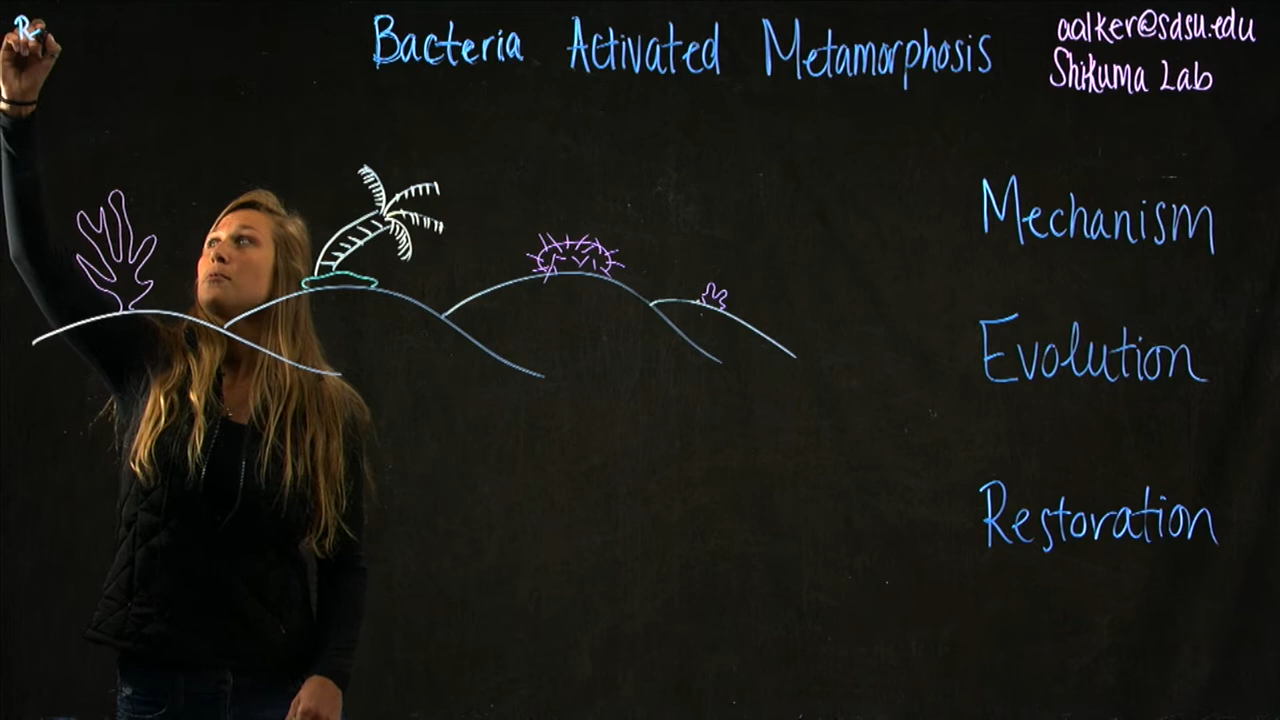 Bacteria Activated Metamorphosis
aalker@sdsu.edu
Shikuma Lab
Mechanism
Evolution
Restoration